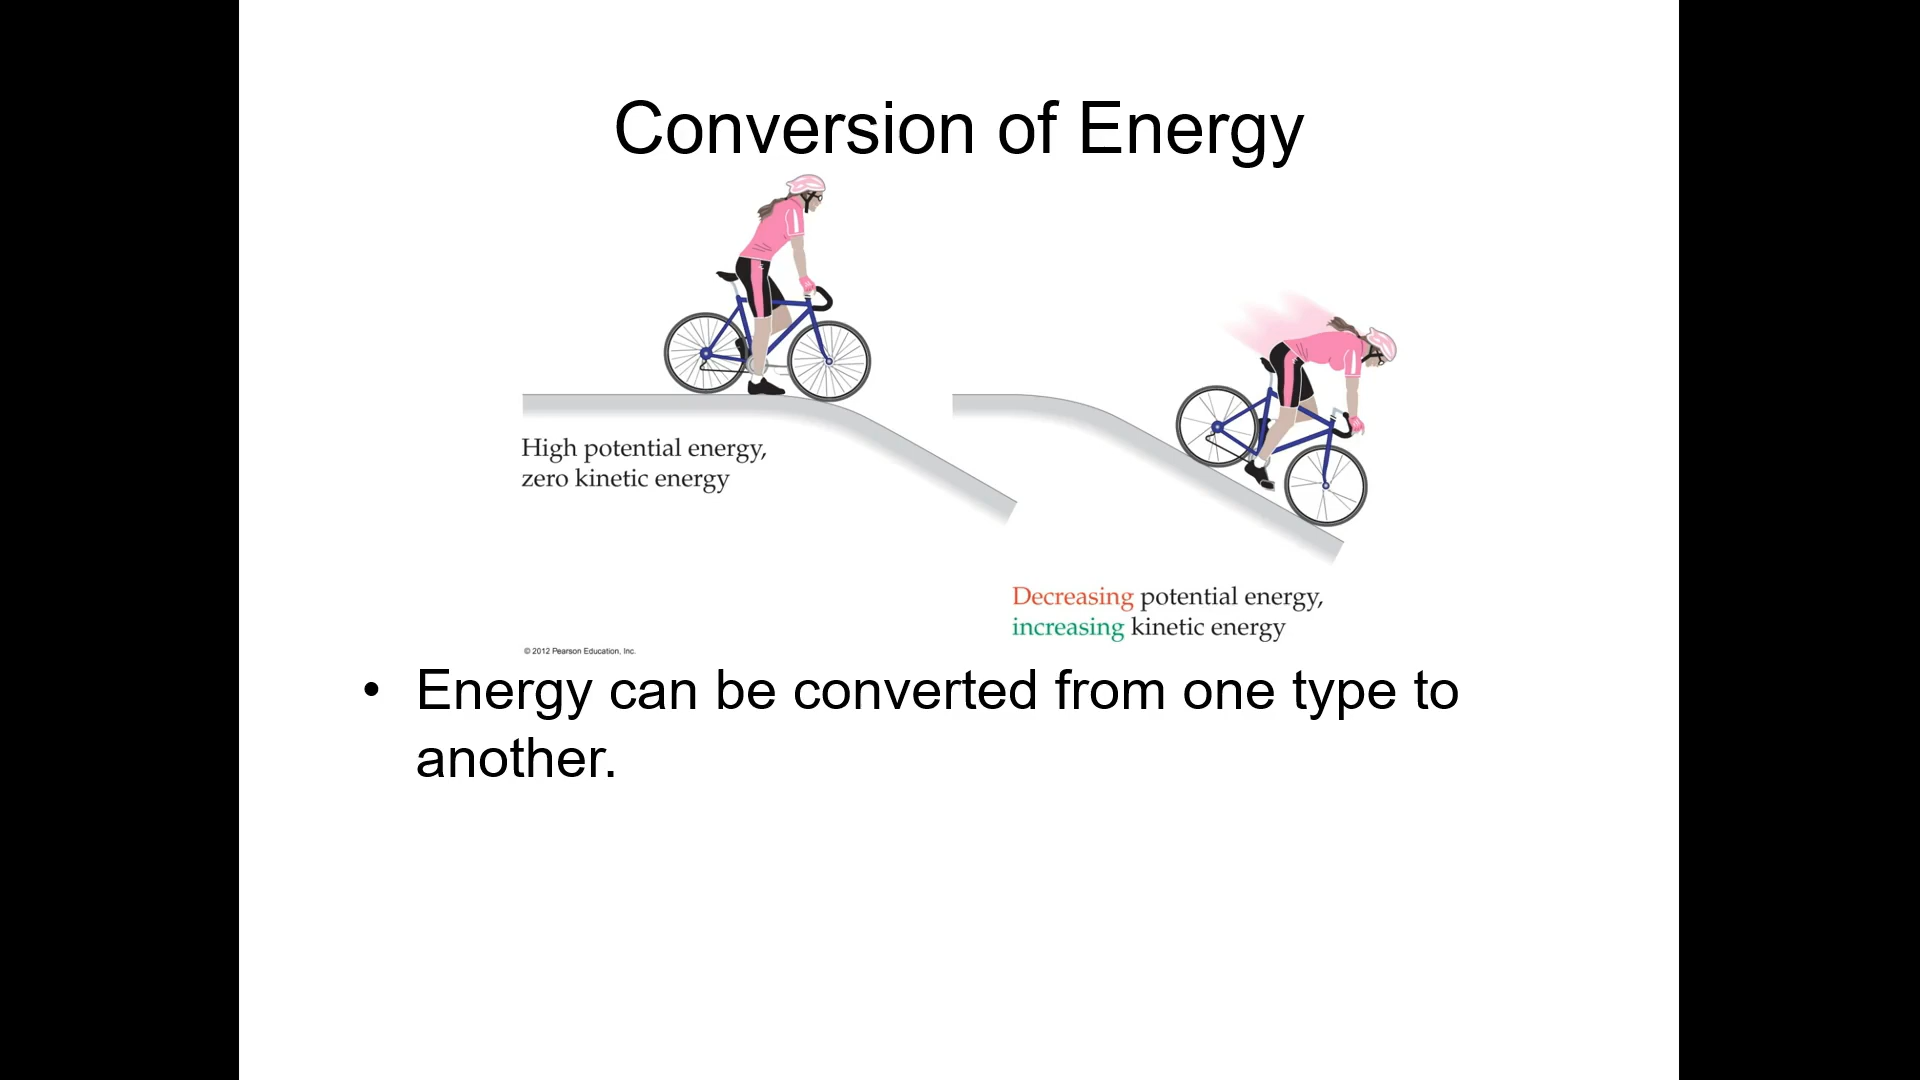 Conversion of Energy
High potential energy,
zero kinetic energy
Decreasing potential energy,
increasing kinetic energy
© 2012 Pearson Education, Inc.
• Energy can be converted from one type to
another.